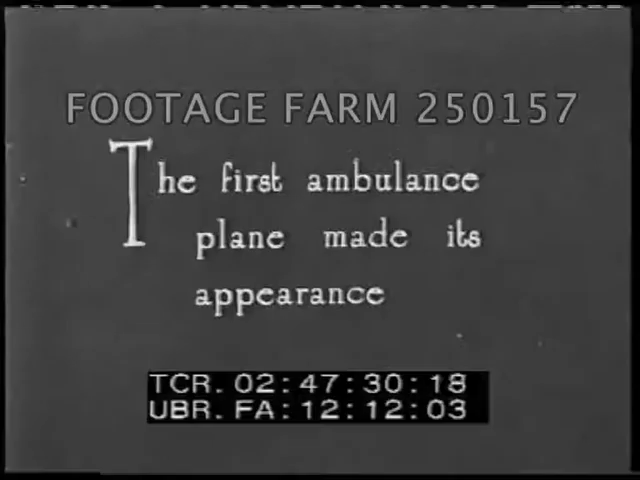 FOOTAGE FARM 250157
The first ambulance
plane made its
appearance
TCR. 02:47:30:18
UBR. FA:12:12:03